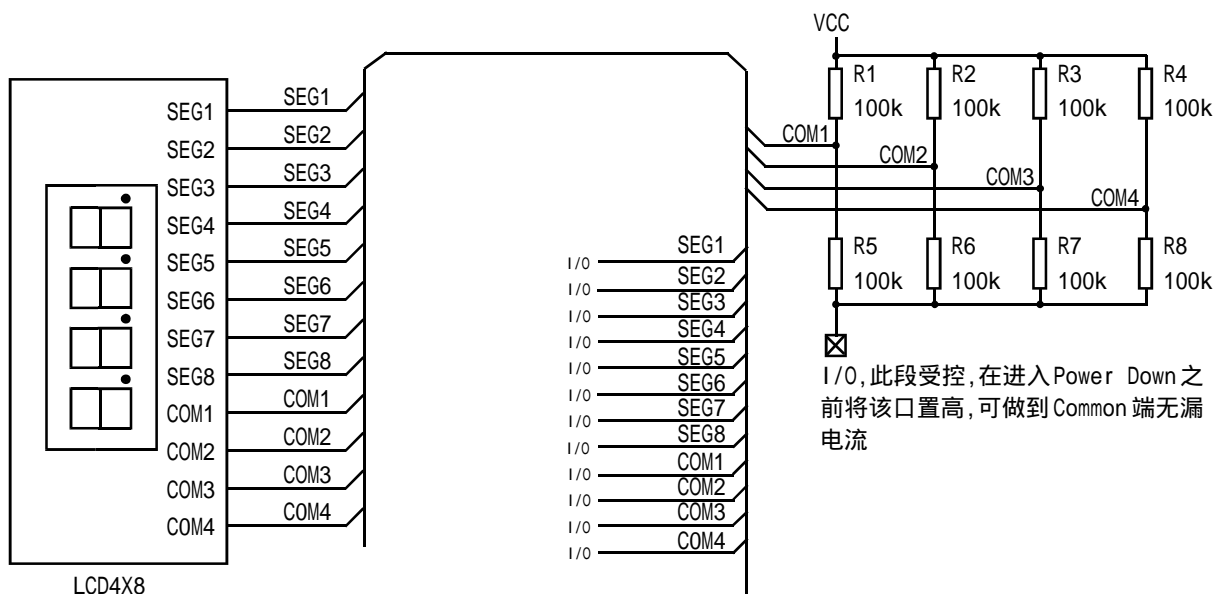 VCC
R1
100k
R2
100k
R3
100k
R4
100k
COM1
COM2
COM3
COM4
R5
100k
R6
100k
R7
100k
R8
100k
I/O,此段受控,在进入Power Down之
前将该口置高,可做到Common端无漏
电流
SEG1
SEG2
SEG3
SEG4
SEG5
SEG6
SEG7
SEG8
COM1
COM2
COM3
COM4
SEG1
SEG2
SEG3
SEG4
SEG5
SEG6
SEG7
SEG8
COM1
COM2
COM3
COM4
LCD4X8
I/O SEG1
I/O SEG2
I/O SEG3
I/O SEG4
I/O SEG5
I/O SEG6
I/O SEG7
I/O SEG8
I/O COM1
I/O COM2
I/O COM3
I/O COM4